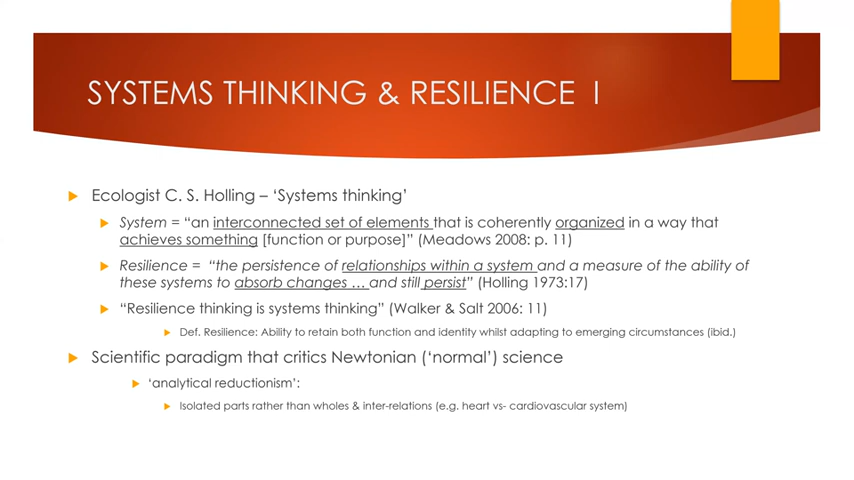 SYSTEMS THINKING & RESILIENCE I
Ecologist C. S. Holling – ‘Systems thinking’
System = “an interconnected set of elements that is coherently organized in a way that
achieves something [function or purpose]” (Meadows 2008: p. 11)
Resilience = “the persistence of relationships within a system and a measure of the ability of
these systems to absorb changes … and still persist” (Holling 1973:17)
“Resilience thinking is systems thinking” (Walker & Salt 2006: 11)
Def. Resilience: Ability to retain both function and identity whilst adapting to emerging circumstances (ibid.)
Scientific paradigm that critics Newtonian (‘normal’) science
‘analytical reductionism’:
Isolated parts rather than wholes & inter-relations (e.g. heart vs- cardiovascular system)